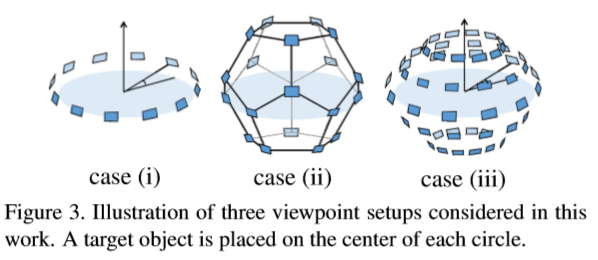 case (i) case (ii) case (iii)
Figure 3. Illustration of three viewpoint setups considered in this
work. A target object is placed on the center of each circle.